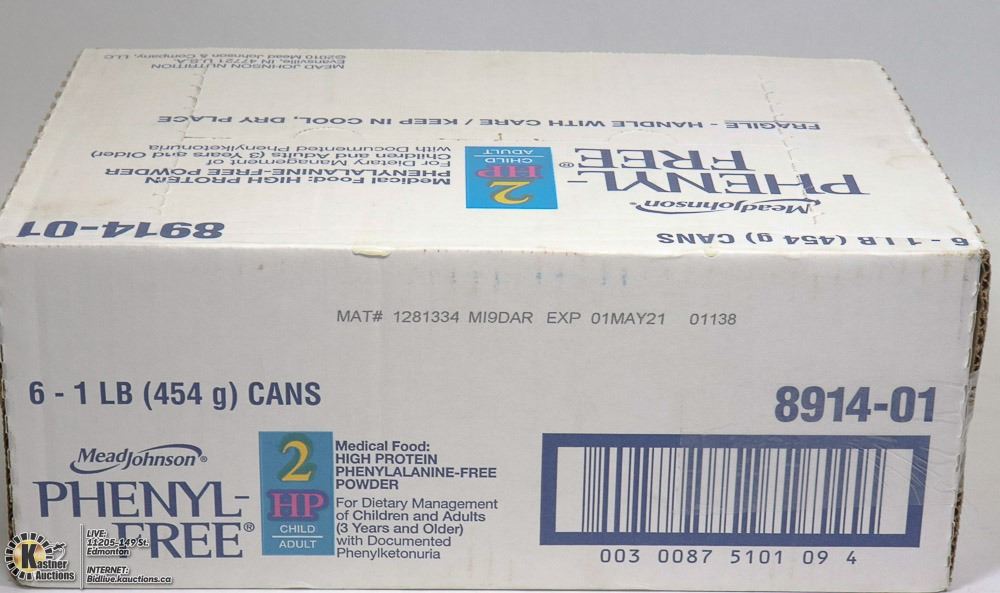 MEAD JOHNSON NUTRITION
Evansville, IN 47721 U.S.A.
©2010 Mead Johnson & Company, LLC
FRAGILE - HANDLE WITH CARE / KEEP IN COOL, DRY PLACE
MeadJohnson®
PHENYL-
FREE®
2
HP
CHILD
ADULT
Medical Food: HIGH PROTEIN
PHENYLALANINE-FREE POWDER
For Dietary Management of
Children and Adults (3 Years and Older)
with Documented Phenylketonuria
6 - 1 LB (454 g) CANS
8914-01
MAT# 1281334 MI9DAR EXP 01MAY21 01138
6 - 1 LB (454 g) CANS
8914-01
MeadJohnson®
PHENYL-
FREE®
2
HP
CHILD
ADULT
Medical Food:
HIGH PROTEIN
PHENYLALANINE-FREE
POWDER
For Dietary Management
of Children and Adults
(3 Years and Older)
with Documented
Phenylketonuria
003 0087 5101 09 4
Kastner
Auctions
LIVE:
11205-149 St.
Edmonton
INTERNET:
Bidlive.kauctions.ca